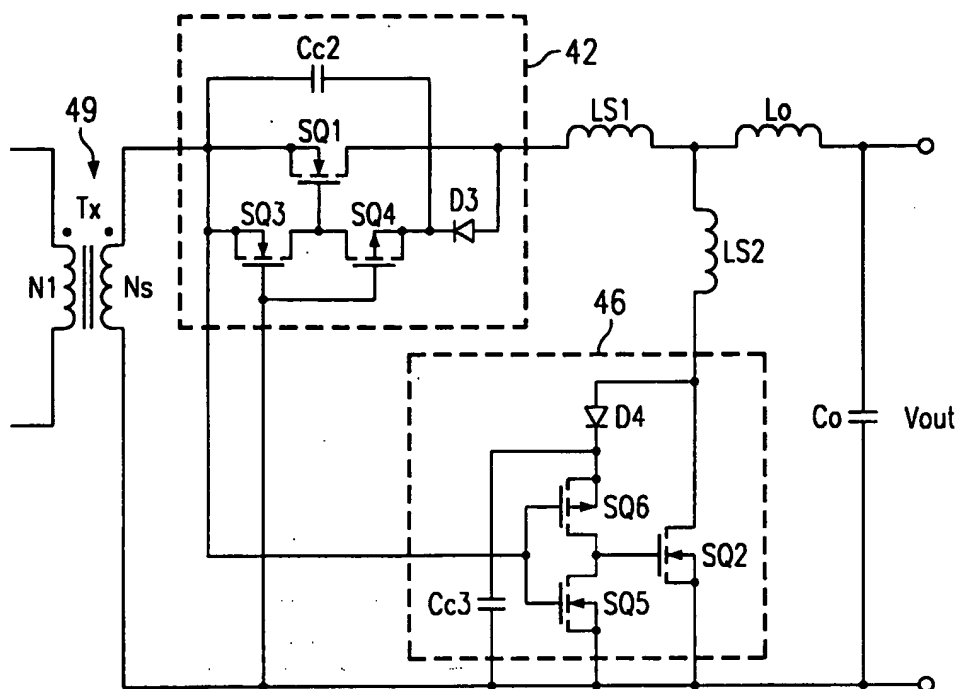 Cc2
42
49
SQ1
LS1
Lo
Tx
SQ3
SQ4
D3
N1
Ns
LS2
46
D4
Co
Vout
SQ6
SQ2
Cc3
SQ5